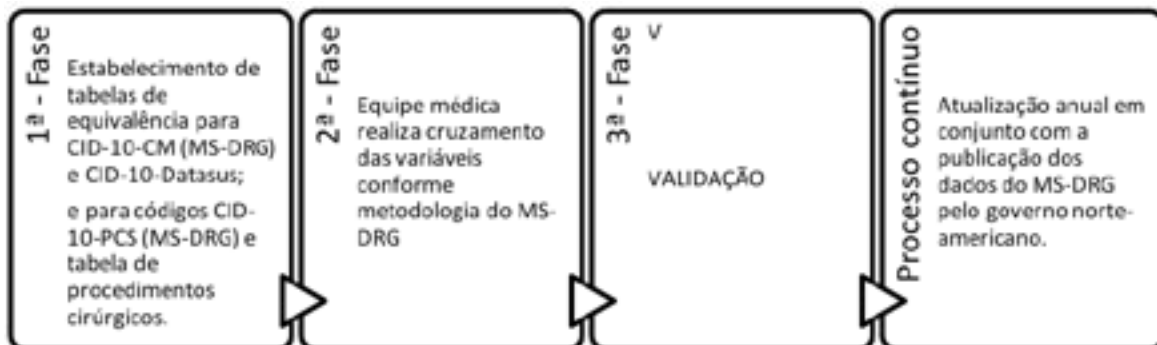 1ª - Fase
Estabelecimento de
tabelas de
equivalência para
CID-10-CM (MS-DRG)
e CID-10-Datasus;
e para códigos CID-
10-PCS (MS-DRG) e
tabela de
procedimentos
cirúrgicos.
2ª - Fase
Equipe médica
realiza cruzamento
das variáveis
conforme
metodologia do MS-
DRG
3ª - Fase
V
VALIDAÇÃO
Processo contínuo
Atualização anual em
conjunto com a
publicação dos
dados do MS-DRG
pelo governo norte-
americano.